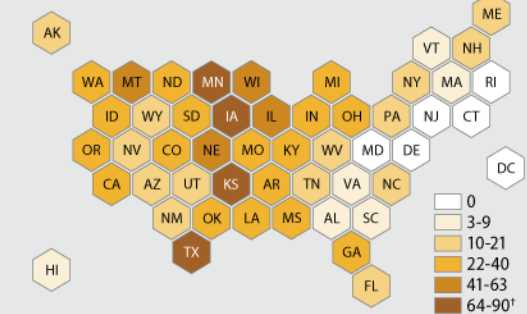 ME
AK
VT NH
WA MT ND MN WI MI NY MA RI
ID WY SD IA IL IN OH PA NJ CT
OR NV CO NE MO KY WV MD DE
DC
CA AZ UT KS AR TN VA NC
0
NM OK LA MS AL SC
3-9
10-21
TX GA
22-40
HI
41-63
FL
64-90†